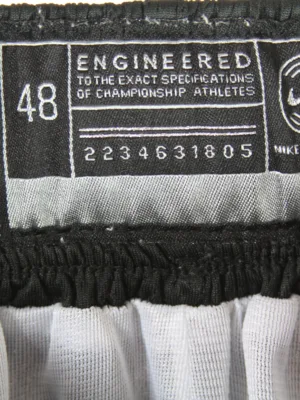 48
ENGINEERED
TO THE EXACT SPECIFICATIONS
OF CHAMPIONSHIP ATHLETES
2234631805
NIKE